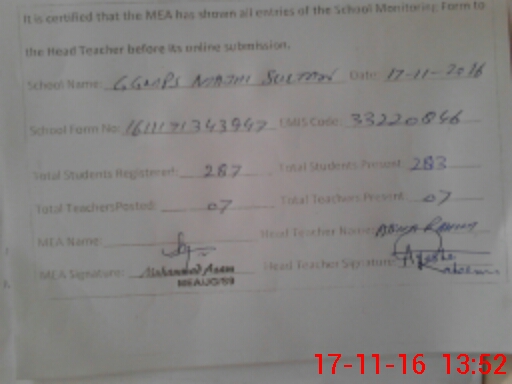 It is certified that the MEA has shown all entries of the School Monitoring Form to
the Head Teacher before its online submission.
School Name: GGMPS Date: 17-11-2016
School Form No: 1611171343947 EMIS Code: 33220846
Total Students Registered: 287 Total Students Present: 283
Total Teachers Posted: 07 Total Teachers Present: 07
MEA Name: Head Teacher Name:
MEA Signature: Mohammad Head Teacher Signature:
17-11-16 13:52